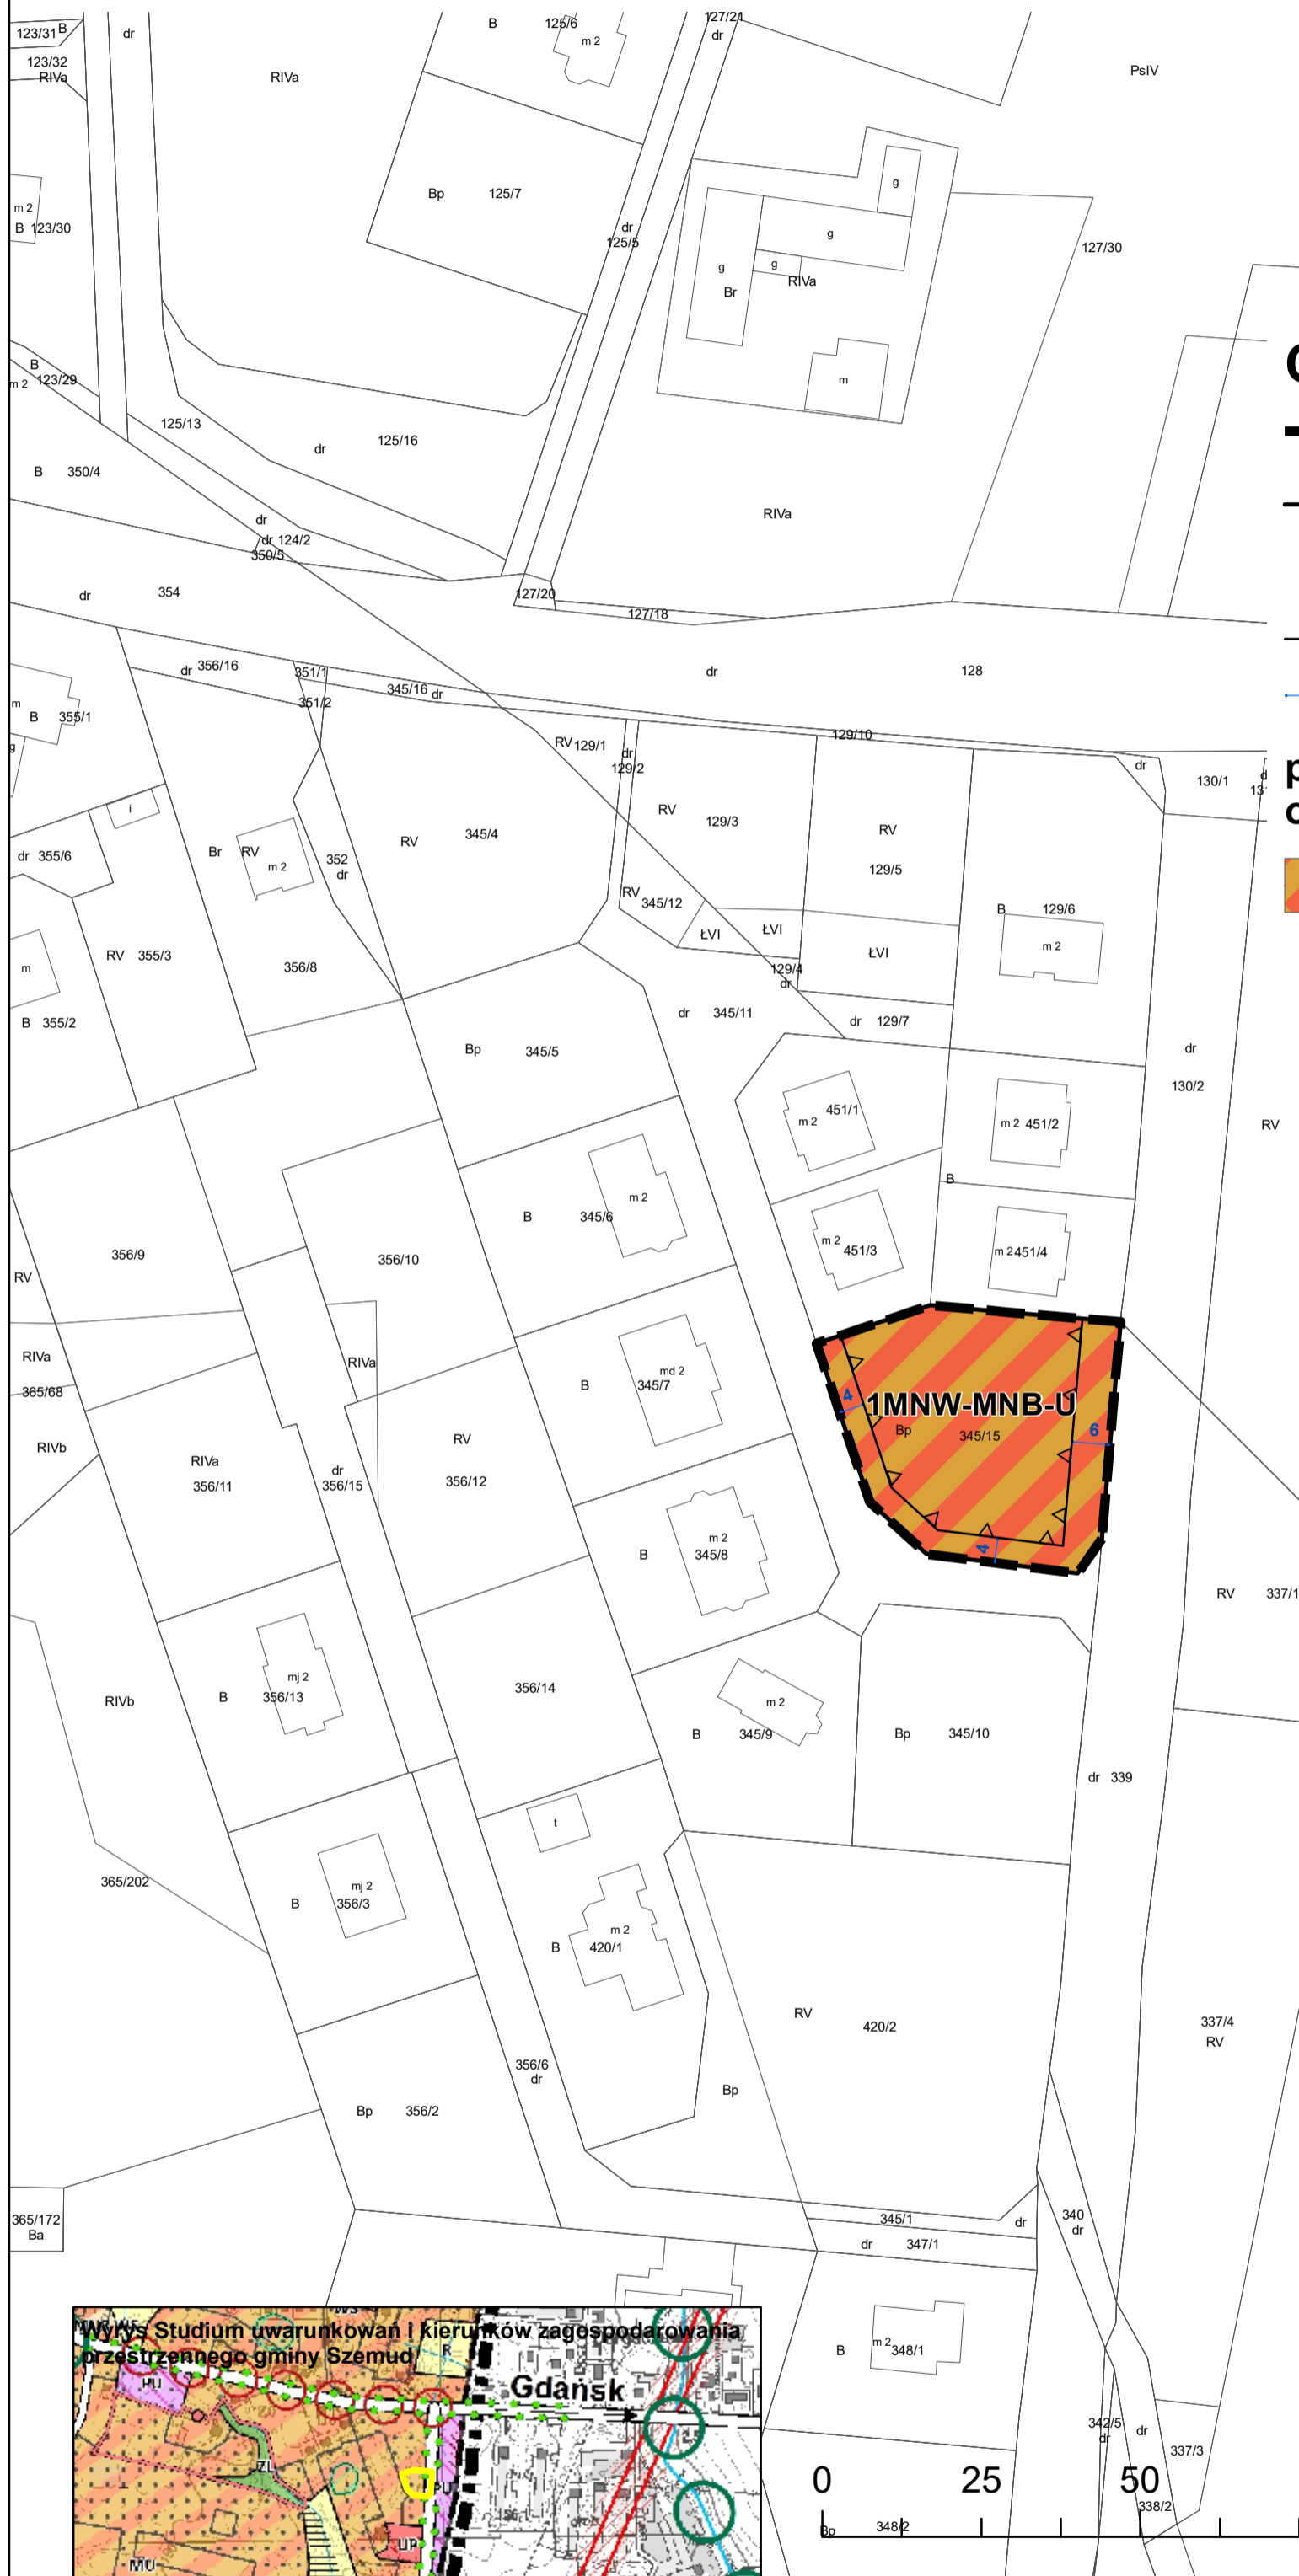 123/31 B
dr
B 125/6
m 2
127/21
dr
PsIV
123/32
RIVa
RIVa
m 2
B 123/30
Bp 125/7
dr
125/5
g
g
g
g
Br
RIVa
127/30
m
B
m 2 123/29
125/13
dr 125/16
B 350/4
RIVa
dr
dr 124/2
350/5
dr 354
127/20
127/18
dr 128
dr 356/16
351/1
351/2
345/16 dr
m
B 355/1
g
RV 129/1
dr
129/2
129/10
dr
130/1
i
RV 129/3
RV
129/5
Br RV
m 2
352
dr
RV 345/4
dr 355/6
RV
345/12
ŁVI
ŁVI
ŁVI
B 129/6
m 2
m
RV 355/3
356/8
129/4
dr
B 355/2
dr 345/11
dr 129/7
Bp 345/5
dr
130/2
m 2 451/1
m 2 451/2
RV
B
m 2
B 345/6
m 2
451/3
m 2 451/4
356/9
356/10
RV
RIVa
RIVa
365/68
md 2
B 345/7
4
1MNW-MNB-U
Bp 345/15
6
4
RIVb
RIVa
356/11
dr
356/15
RV
356/12
m 2
B 345/8
RV 337/1
mj 2
B 356/13
RIVb
356/14
m 2
B 345/9
Bp 345/10
dr 339
t
365/202
mj 2
B 356/3
m 2
B 420/1
RV
420/2
337/4
RV
356/6
dr
Bp
Bp 356/2
365/172
Ba
345/1
dr
dr 347/1
340
dr
Wyrys Studium uwarunkowań i kierunków zagospodarowania
przestrzennego gminy Szemud
WS
R
PU
Gdańsk
ZL
PU
UP
MU
B
m 2 348/1
342/5
dr
dr
337/3
338/2
0 25 50
Bp 348/2